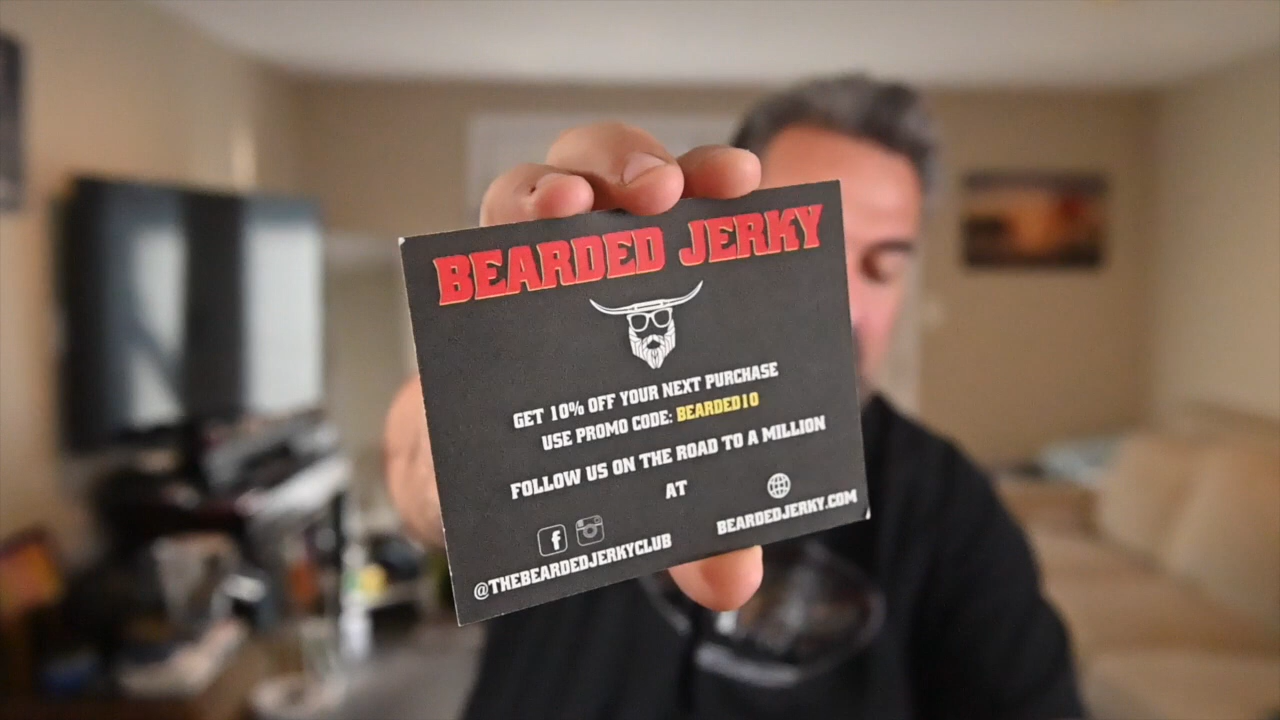 BEARDED JERKY
GET 10% OFF YOUR NEXT PURCHASE
USE PROMO CODE: BEARDED10
FOLLOW US ON THE ROAD TO A MILLION
AT
@THEBEARDEDJERKYCLUB
BEARDEDJERKY.COM